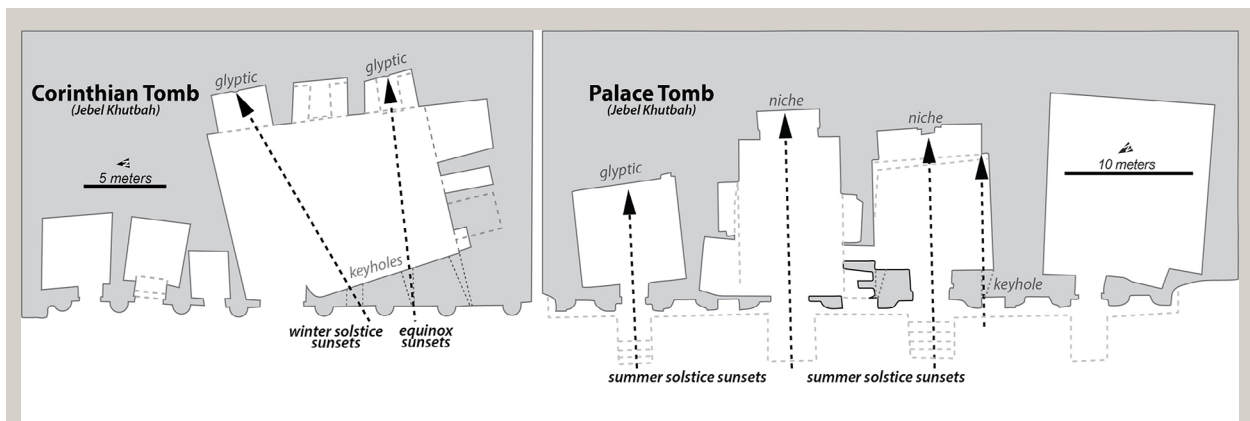 Corinthian Tomb
(Jebel Khutbah)
glyptic
glyptic
5 meters
keyholes
winter solstice
sunsets
equinox
sunsets
Palace Tomb
(Jebel Khutbah)
niche
niche
glyptic
10 meters
keyhole
summer solstice sunsets
summer solstice sunsets